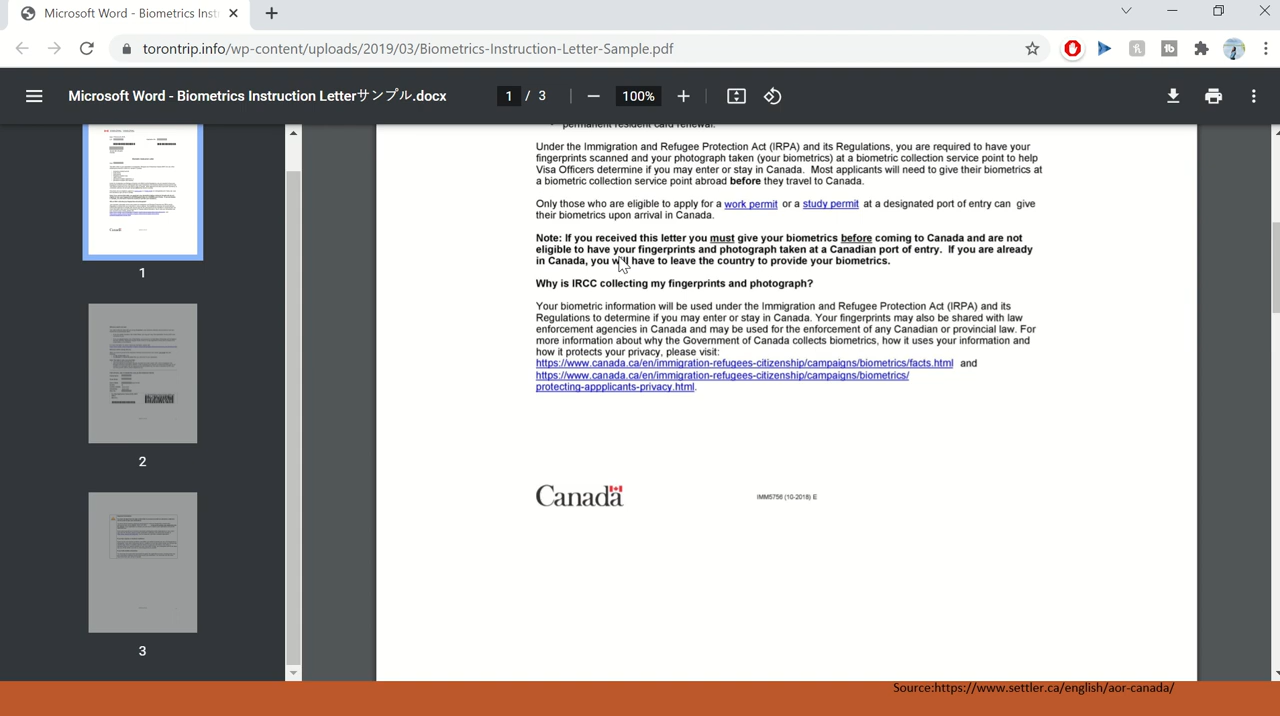 Microsoft Word - Biometrics Inst
torontrip.info/wp-content/uploads/2019/03/Biometrics-Instruction-Letter-Sample.pdf
Microsoft Word - Biometrics Instruction Letterサンプル.docx
1 / 3
100%
permanent resident card renewal.
Under the Immigration and Refugee Protection Act (IRPA) and its Regulations, you are required to have your
fingerprints scanned and your photograph taken (your biometrics) at a biometric collection service point to help
Visa Officers determine if you may enter or stay in Canada. Most applicants will need to give their biometrics at
a biometric collection service point abroad before they travel to Canada.
Only those who are eligible to apply for a work permit or a study permit at a designated port of entry can give
their biometrics upon arrival in Canada.
Note: If you received this letter you must give your biometrics before coming to Canada and are not
eligible to have your fingerprints and photograph taken at a Canadian port of entry. If you are already
in Canada, you will have to leave the country to provide your biometrics.
Why is IRCC collecting my fingerprints and photograph?
Your biometric information will be used under the Immigration and Refugee Protection Act (IRPA) and its
Regulations to determine if you may enter or stay in Canada. Your fingerprints may also be shared with law
enforcement agencies in Canada and may be used for the enforcement of any Canadian or provincial law. For
more information about why the Government of Canada collects biometrics, how it uses your information and
how it protects your privacy, please visit:
https://www.canada.ca/en/immigration-refugees-citizenship/campaigns/biometrics/facts.html and
https://www.canada.ca/en/immigration-refugees-citizenship/campaigns/biometrics/
protecting-appplicants-privacy.html.
Canada
IMM5756 (10-2018) E
1
2
3
Source:https://www.settler.ca/english/aor-canada/